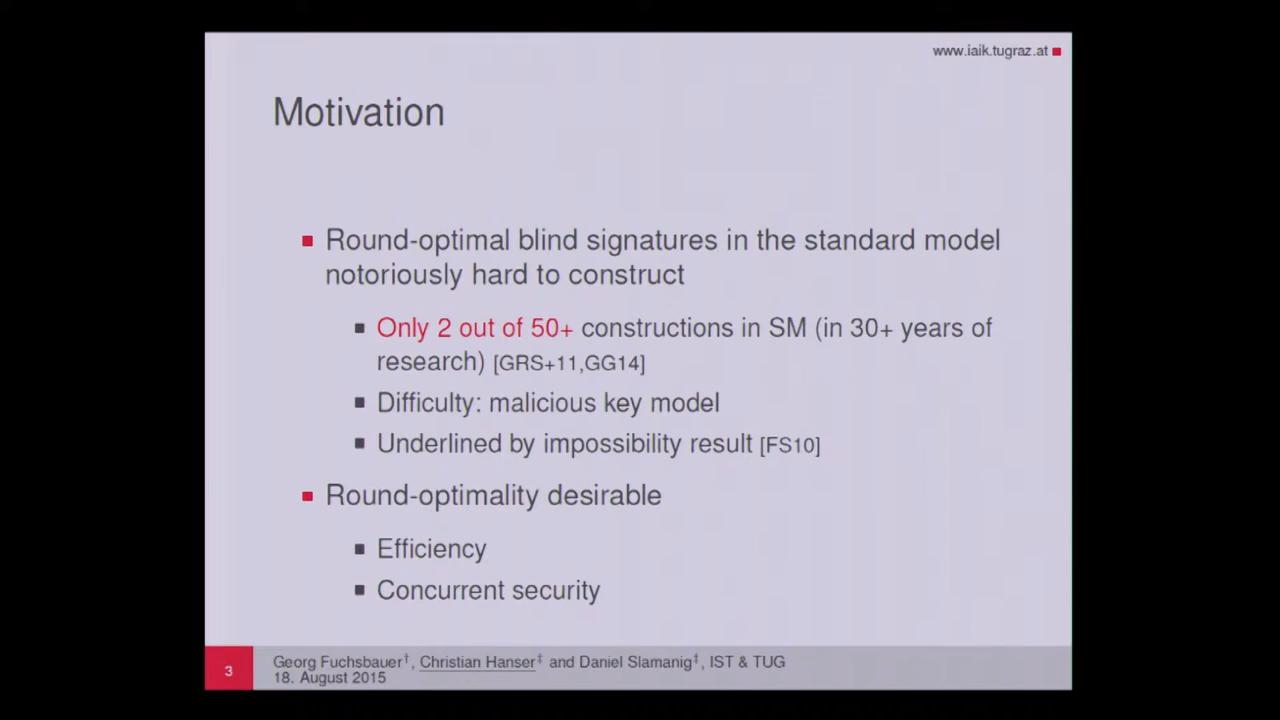 www.iaik.tugraz.at
Motivation
Round-optimal blind signatures in the standard model
notoriously hard to construct
Only 2 out of 50+ constructions in SM (in 30+ years of
research) [GRS+11,GG14]
Difficulty: malicious key model
Underlined by impossibility result [FS10]
Round-optimality desirable
Efficiency
Concurrent security
3
Georg Fuchsbauer†, Christian Hanser‡ and Daniel Slamanig‡, IST & TUG
18. August 2015